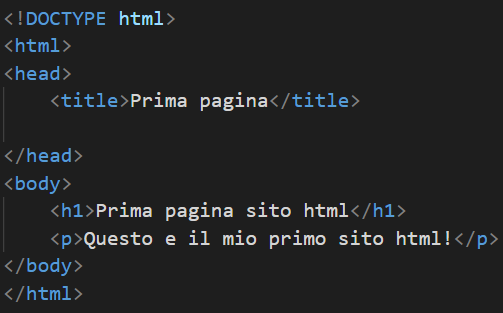 <!DOCTYPE html>
<html>
<head>
    <title>Prima pagina</title>

</head>
<body>
    <h1>Prima pagina sito html</h1>
    <p>Questo e il mio primo sito html!</p>
</body>
</html>